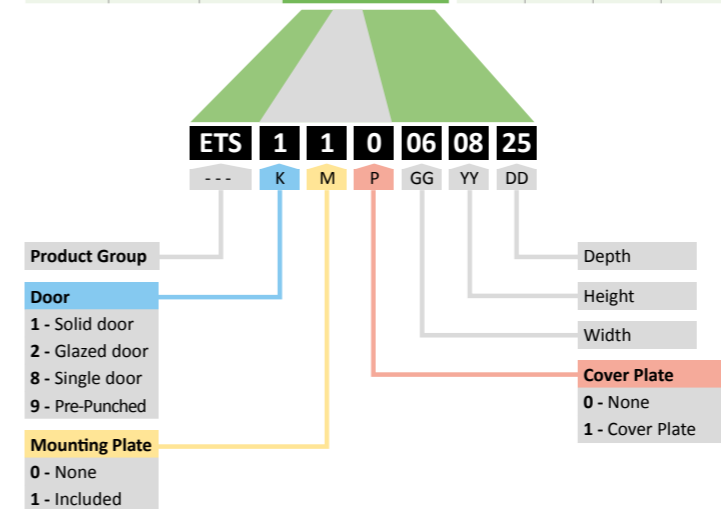 ETS 1 1 0 06 08 25
--- K M P GG YY DD
Product Group
Door
1 - Solid door
2 - Glazed door
8 - Single door
9 - Pre-Punched
Mounting Plate
0 - None
1 - Included
Depth
Height
Width
Cover Plate
0 - None
1 - Cover Plate